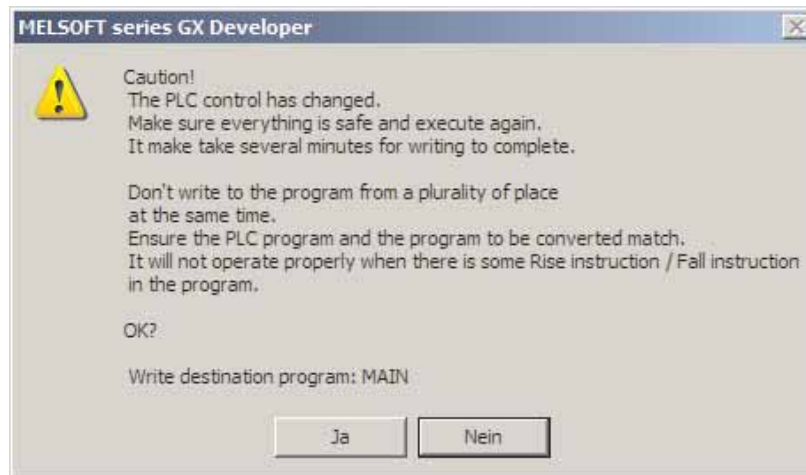 MELSOFT series GX Developer
Caution!
The PLC control has changed.
Make sure everything is safe and execute again.
It make take several minutes for writing to complete.
Don't write to the program from a plurality of place
at the same time.
Ensure the PLC program and the program to be converted match.
It will not operate properly when there is some Rise instruction / Fall instruction
in the program.
OK?
Write destination program: MAIN
Ja
Nein